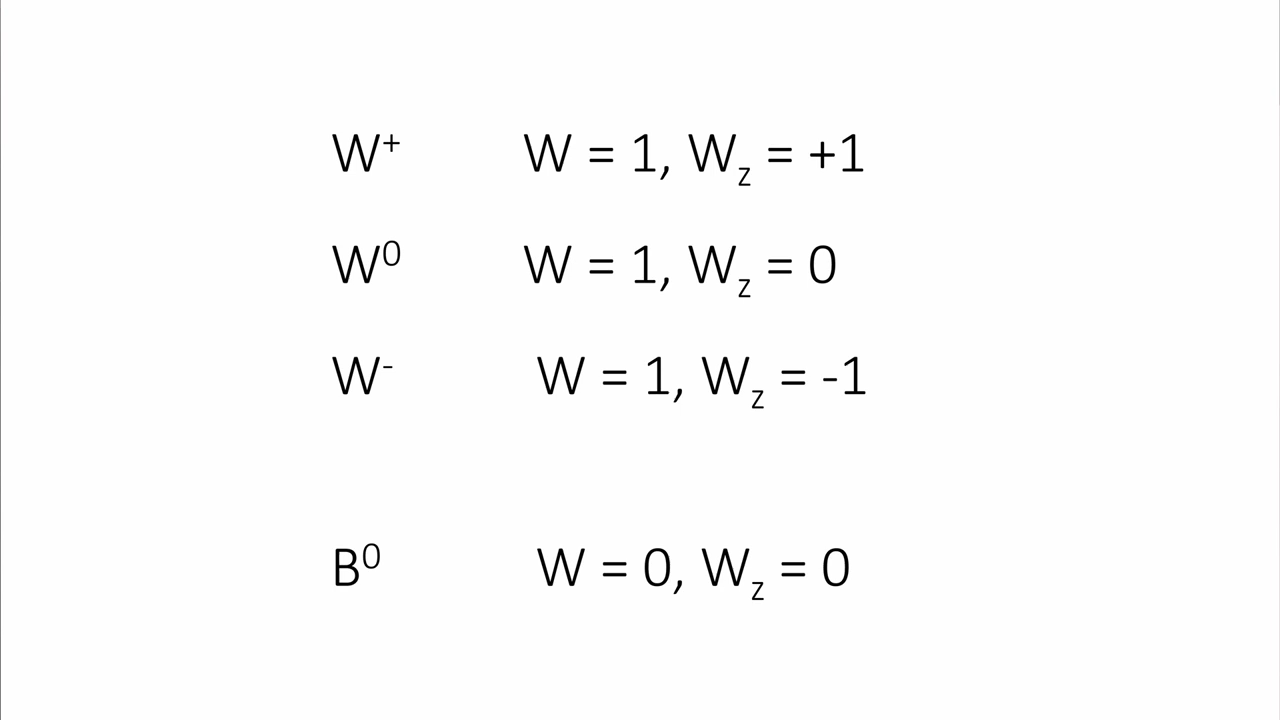 W⁺ W = 1, W_z = +1
W⁰ W = 1, W_z = 0
W⁻ W = 1, W_z = -1
B⁰ W = 0, W_z = 0